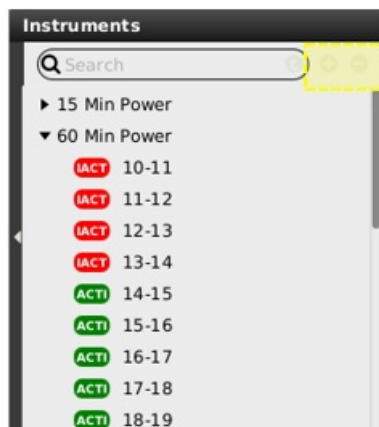 Instruments
Search
15 Min Power
60 Min Power
IACT 10-11
IACT 11-12
IACT 12-13
IACT 13-14
ACTI 14-15
ACTI 15-16
ACTI 16-17
ACTI 17-18
ACTI 18-19